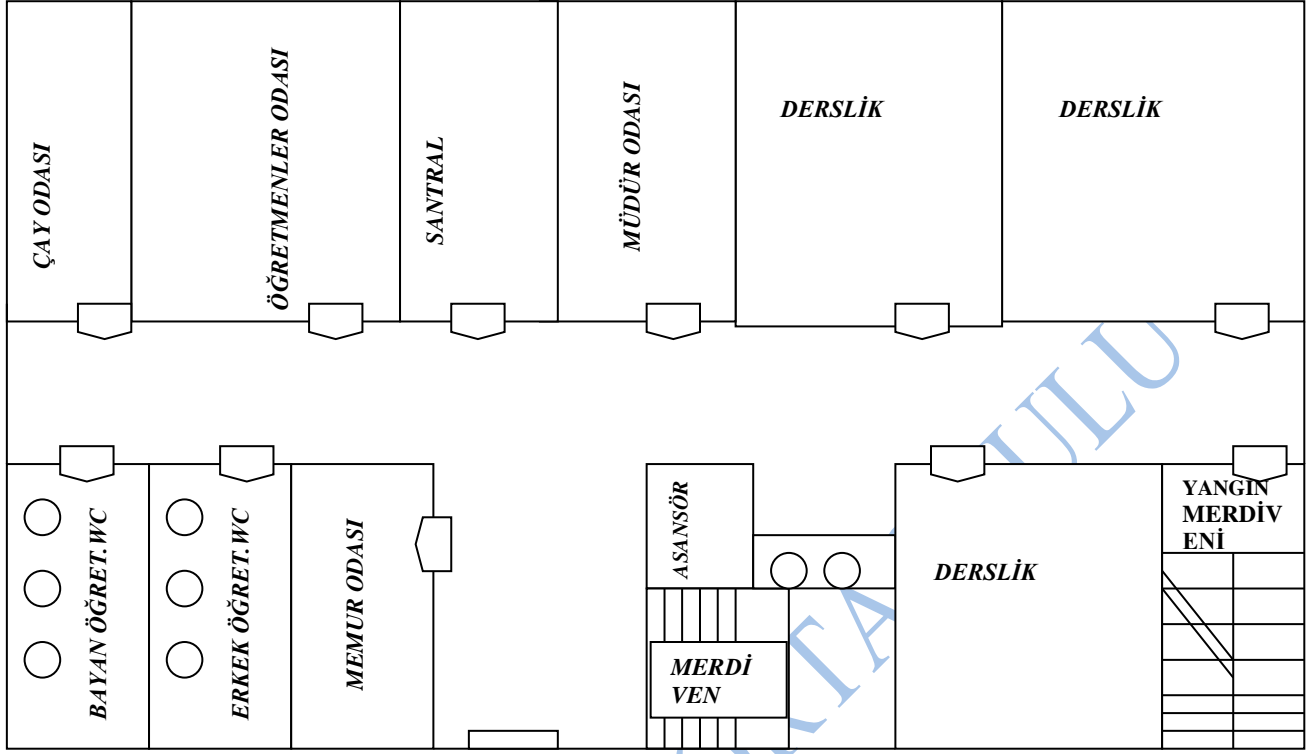 ÇAY ODASI
ÖĞRETMENLER ODASI
SANTRAL
MÜDÜR ODASI
DERSLİK
DERSLİK
BAYAN ÖĞRET.WC
ERKEK ÖĞRET.WC
MEMUR ODASI
ASANSÖR
MERDİ
VEN
DERSLİK
YANGIN
MERDİV
ENİ